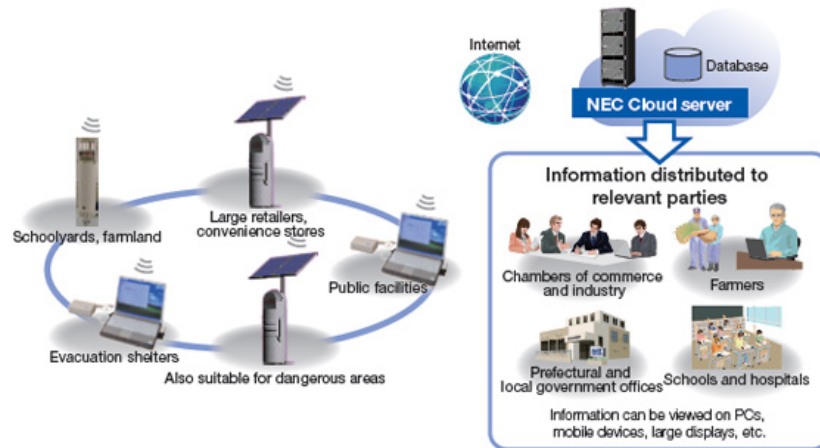 Internet
Database
NEC Cloud server
Information distributed to
relevant parties
Chambers of commerce
and industry
Farmers
Prefectural and
local government offices
Schools and hospitals
Information can be viewed on PCs,
mobile devices, large displays, etc.
Schoolyards, farmland
Large retailers,
convenience stores
Public facilities
Evacuation shelters
Also suitable for dangerous areas